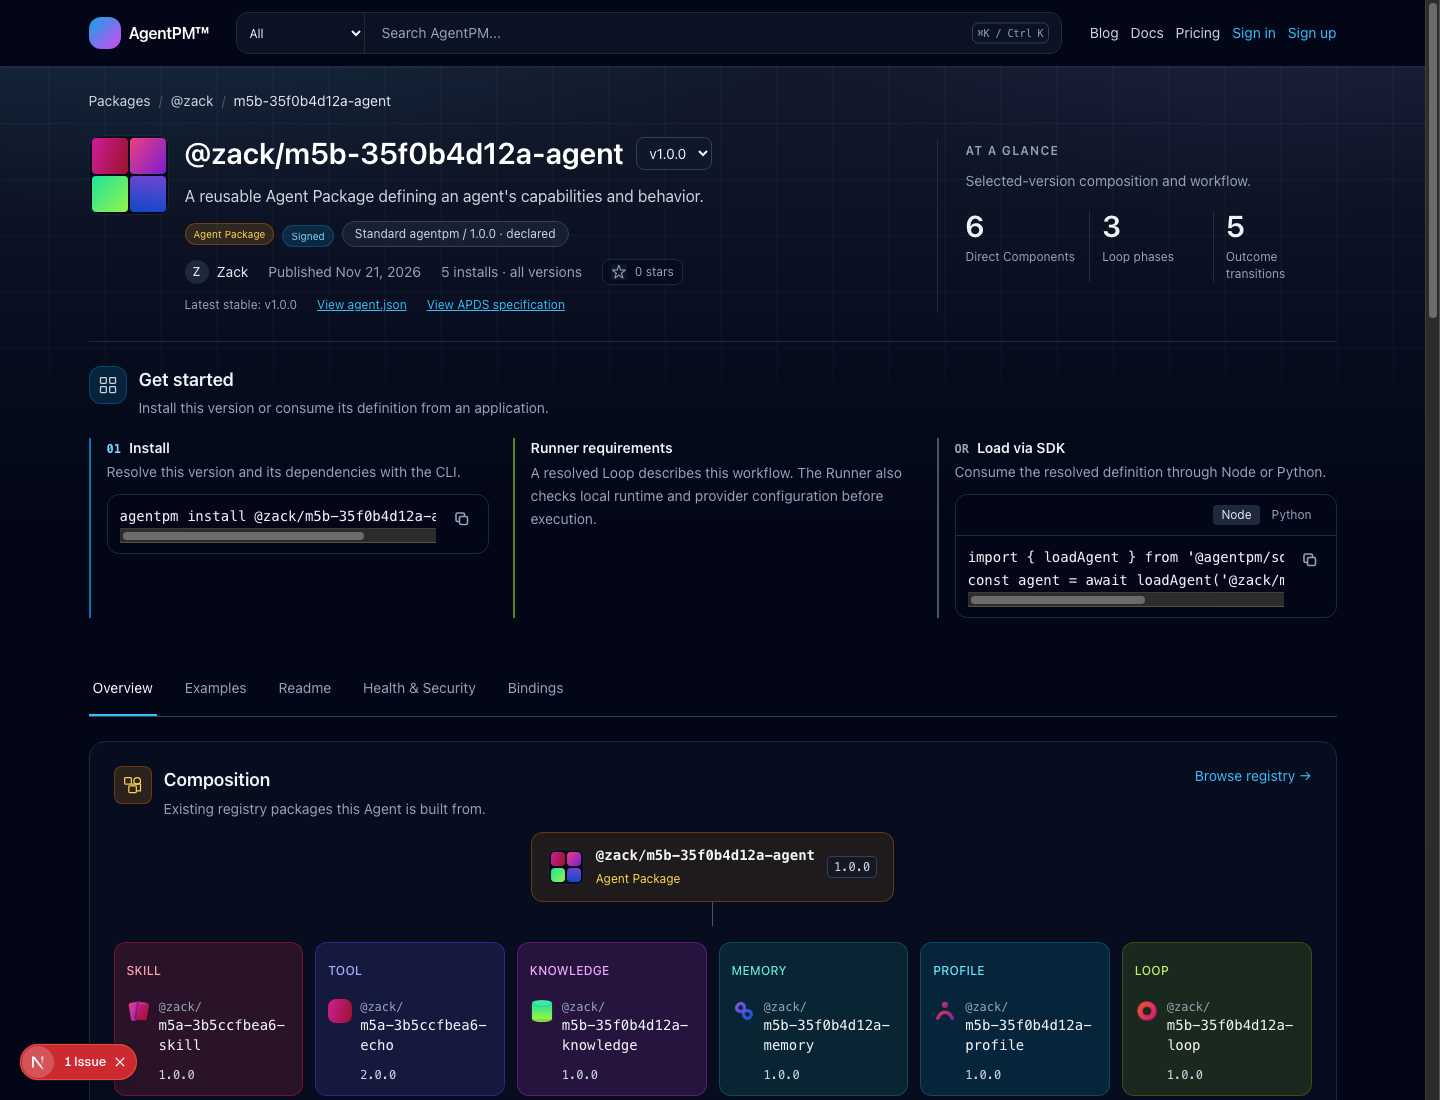 AgentPM™
All
Search AgentPM...
⌘K / Ctrl K
Blog Docs Pricing Sign in Sign up
Packages / @zack / m5b-35f0b4d12a-agent
@zack/m5b-35f0b4d12a-agent
v1.0.0
A reusable Agent Package defining an agent's capabilities and behavior.
Agent Package
Signed
Standard agentpm / 1.0.0 · declared
Z Zack Published Nov 21, 2026 5 installs · all versions 0 stars
Latest stable: v1.0.0 View agent.json View APDS specification
AT A GLANCE
Selected-version composition and workflow.
6
Direct Components
3
Loop phases
5
Outcome
transitions
Get started
Install this version or consume its definition from an application.
01 Install
Resolve this version and its dependencies with the CLI.
agentpm install @zack/m5b-35f0b4d12a-a
Runner requirements
A resolved Loop describes this workflow. The Runner also
checks local runtime and provider configuration before
execution.
OR Load via SDK
Consume the resolved definition through Node or Python.
Node Python
import { loadAgent } from '@agentpm/sd
const agent = await loadAgent('@zack/m
Overview Examples Readme Health & Security Bindings
Composition
Existing registry packages this Agent is built from.
Browse registry →
@zack/m5b-35f0b4d12a-agent
Agent Package
1.0.0
SKILL
@zack/
m5a-3b5ccfbea6-
skill
1.0.0
TOOL
@zack/
m5a-3b5ccfbea6-
echo
2.0.0
KNOWLEDGE
@zack/
m5b-35f0b4d12a-
knowledge
1.0.0
MEMORY
@zack/
m5b-35f0b4d12a-
memory
1.0.0
PROFILE
@zack/
m5b-35f0b4d12a-
profile
1.0.0
LOOP
@zack/
m5b-35f0b4d12a-
loop
1.0.0
N 1 Issue